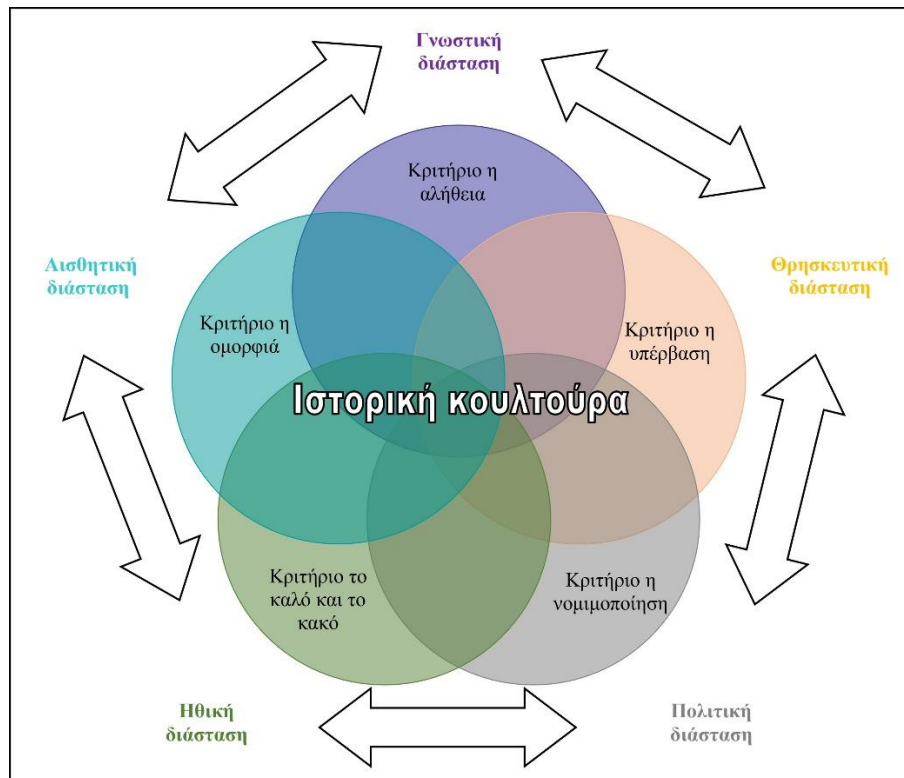 Γνωστική
διάσταση
Κριτήριο η
αλήθεια
Αισθητική
διάσταση
Θρησκευτική
διάσταση
Κριτήριο η
ομορφιά
Κριτήριο η
υπέρβαση
Ιστορική κουλτούρα
Κριτήριο το
καλό και το
κακό
Κριτήριο η
νομιμοποίηση
Ηθική
διάσταση
Πολιτική
διάσταση